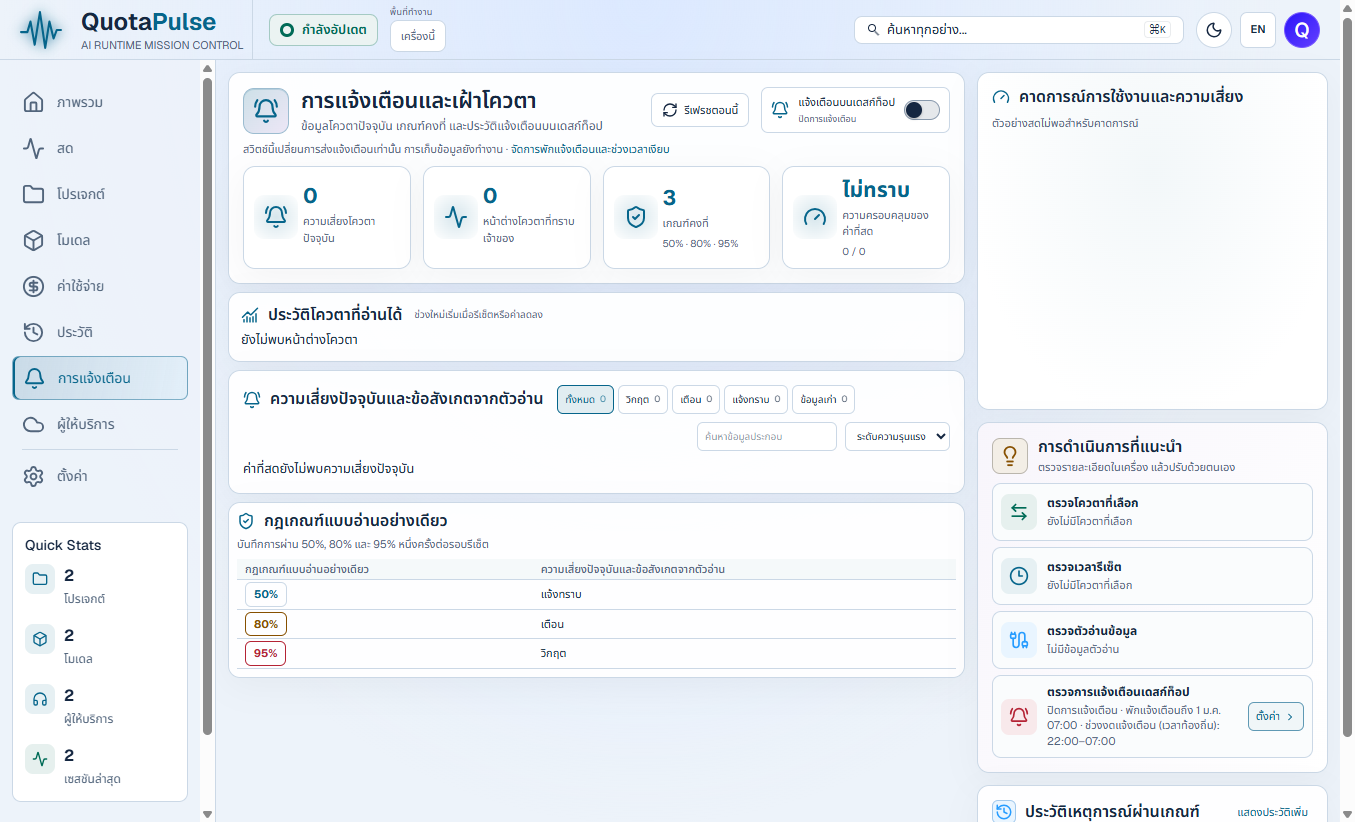 QuotaPulse
AI RUNTIME MISSION CONTROL
กำลังอัปเดต
พื้นที่ทำงาน
เครื่องนี้
ค้นหาทุกอย่าง...
⌘K
EN
Q
ภาพรวม
สด
โปรเจกต์
โมเดล
ค่าใช้จ่าย
ประวัติ
การแจ้งเตือน
ผู้ให้บริการ
ตั้งค่า
Quick Stats
2
โปรเจกต์
2
โมเดล
2
ผู้ให้บริการ
2
เซสชันล่าสุด
การแจ้งเตือนและเฝ้าโควตา
ข้อมูลโควตาปัจจุบัน เกณฑ์คงที่ และประวัติแจ้งเตือนบนเดสก์ท็อป
รีเฟรชตอนนี้
แจ้งเตือนบนเดสก์ท็อป
ปิดการแจ้งเตือน
สวิตช์นี้เปลี่ยนการส่งแจ้งเตือนเท่านั้น การเก็บข้อมูลยังทำงาน · จัดการพักแจ้งเตือนและช่วงเวลาเงียบ
0
ความเสี่ยงโควตา
ปัจจุบัน
0
หน้าต่างโควตาที่ทราบ
เจ้าของ
3
เกณฑ์คงที่
50% · 80% · 95%
ไม่ทราบ
ความครอบคลุมของ
ค่าที่สด
0 / 0
ประวัติโควตาที่อ่านได้
ช่วงใหม่เริ่มเมื่อรีเซ็ตหรือค่าลดลง
ยังไม่พบหน้าต่างโควตา
ความเสี่ยงปัจจุบันและข้อสังเกตจากตัวอ่าน
ทั้งหมด 0
วิกฤต 0
เตือน 0
แจ้งทราบ 0
ข้อมูลเก่า 0
ค้นหาข้อมูลประกอบ
ระดับความรุนแรง
ค่าที่สดยังไม่พบความเสี่ยงปัจจุบัน
กฎเกณฑ์แบบอ่านอย่างเดียว
บันทึกการผ่าน 50%, 80% และ 95% หนึ่งครั้งต่อรอบรีเซ็ต
กฎเกณฑ์แบบอ่านอย่างเดียว
ความเสี่ยงปัจจุบันและข้อสังเกตจากตัวอ่าน
50%
แจ้งทราบ
80%
เตือน
95%
วิกฤต
คาดการณ์การใช้งานและความเสี่ยง
ตัวอย่างสดไม่พอสำหรับคาดการณ์
การดำเนินการที่แนะนำ
ตรวจรายละเอียดในเครื่อง แล้วปรับด้วยตนเอง
ตรวจโควตาที่เลือก
ยังไม่มีโควตาที่เลือก
ตรวจเวลารีเซ็ต
ยังไม่มีโควตาที่เลือก
ตรวจตัวอ่านข้อมูล
ไม่มีข้อมูลตัวอ่าน
ตรวจการแจ้งเตือนเดสก์ท็อป
ปิดการแจ้งเตือน · พักแจ้งเตือนถึง 1 ม.ค.
07:00 · ช่วงงดแจ้งเตือน (เวลาท้องถิ่น):
22:00–07:00
ตั้งค่า
ประวัติเหตุการณ์ผ่านเกณฑ์
แสดงประวัติเพิ่ม